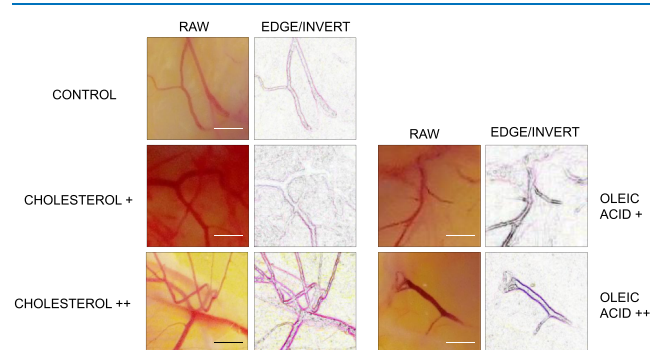 RAW
EDGE/INVERT
CONTROL
RAW
EDGE/INVERT
CHOLESTEROL +
OLEIC
ACID +
CHOLESTEROL ++
OLEIC
ACID ++